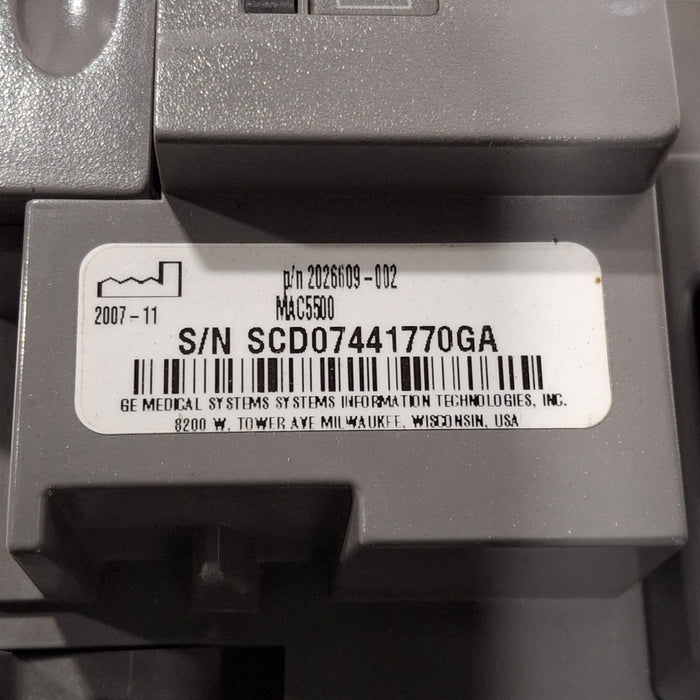 p/n 2026609-002
MAC5500
2007-11
S/N SCD07441770GA
GE MEDICAL SYSTEMS SYSTEMS INFORMATION TECHNOLOGIES, INC.
8200 W. TOWER AVE MILWAUKEE, WISCONSIN, USA